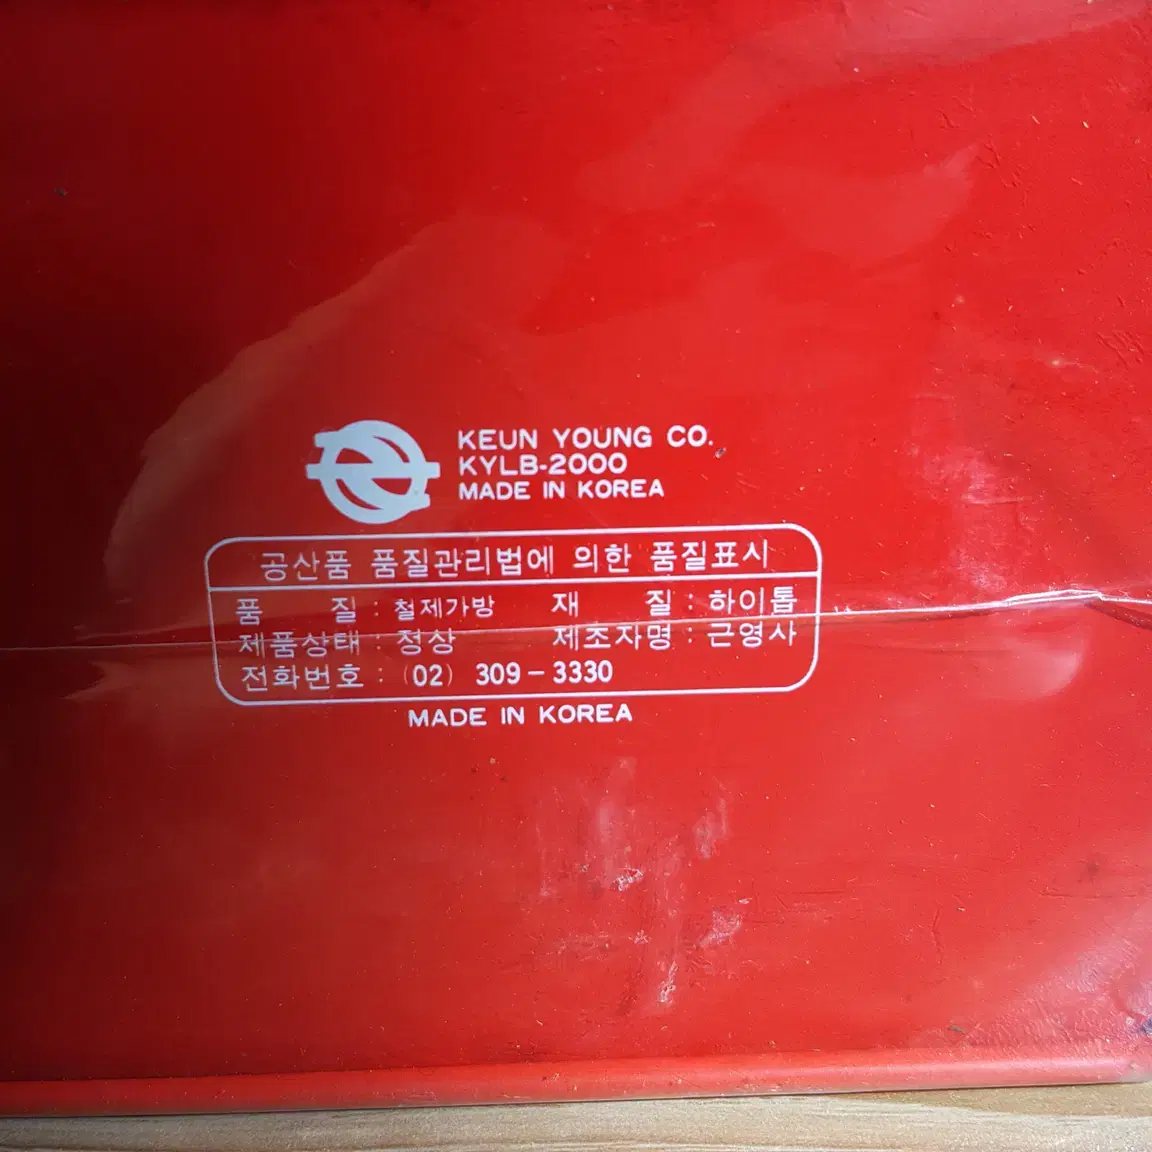 KEUN YOUNG CO.
KYLB-2000
MADE IN KOREA
공산품 품질관리법에 의한 품질표시
품 질 : 철제가방 재 질 : 하이톱
제품상태 : 정상 제조자명 : 근영사
전화번호 : (02) 309-3330
MADE IN KOREA